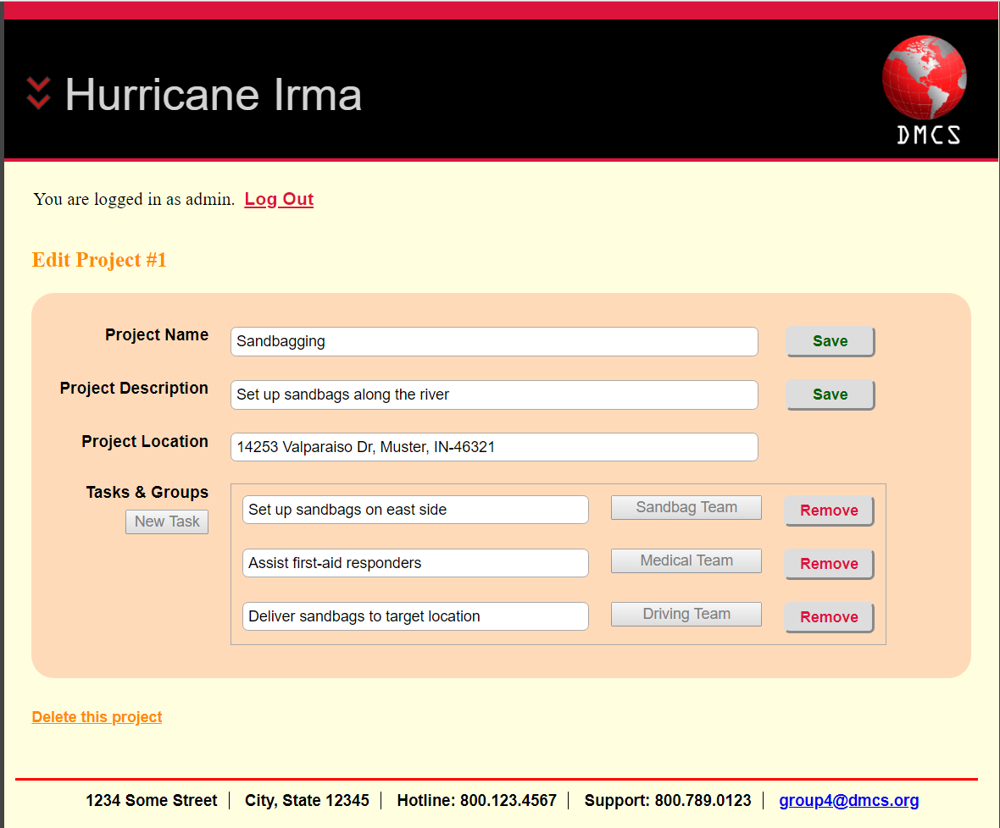 Hurricane Irma
DMCS
You are logged in as admin. Log Out
Edit Project #1
Project Name Sandbagging Save
Project Description Set up sandbags along the river Save
Project Location 14253 Valparaiso Dr, Muster, IN-46321
Tasks & Groups
New Task
Set up sandbags on east side Sandbag Team Remove
Assist first-aid responders Medical Team Remove
Deliver sandbags to target location Driving Team Remove
Delete this project
1234 Some Street | City, State 12345 | Hotline: 800.123.4567 | Support: 800.789.0123 | group4@dmcs.org